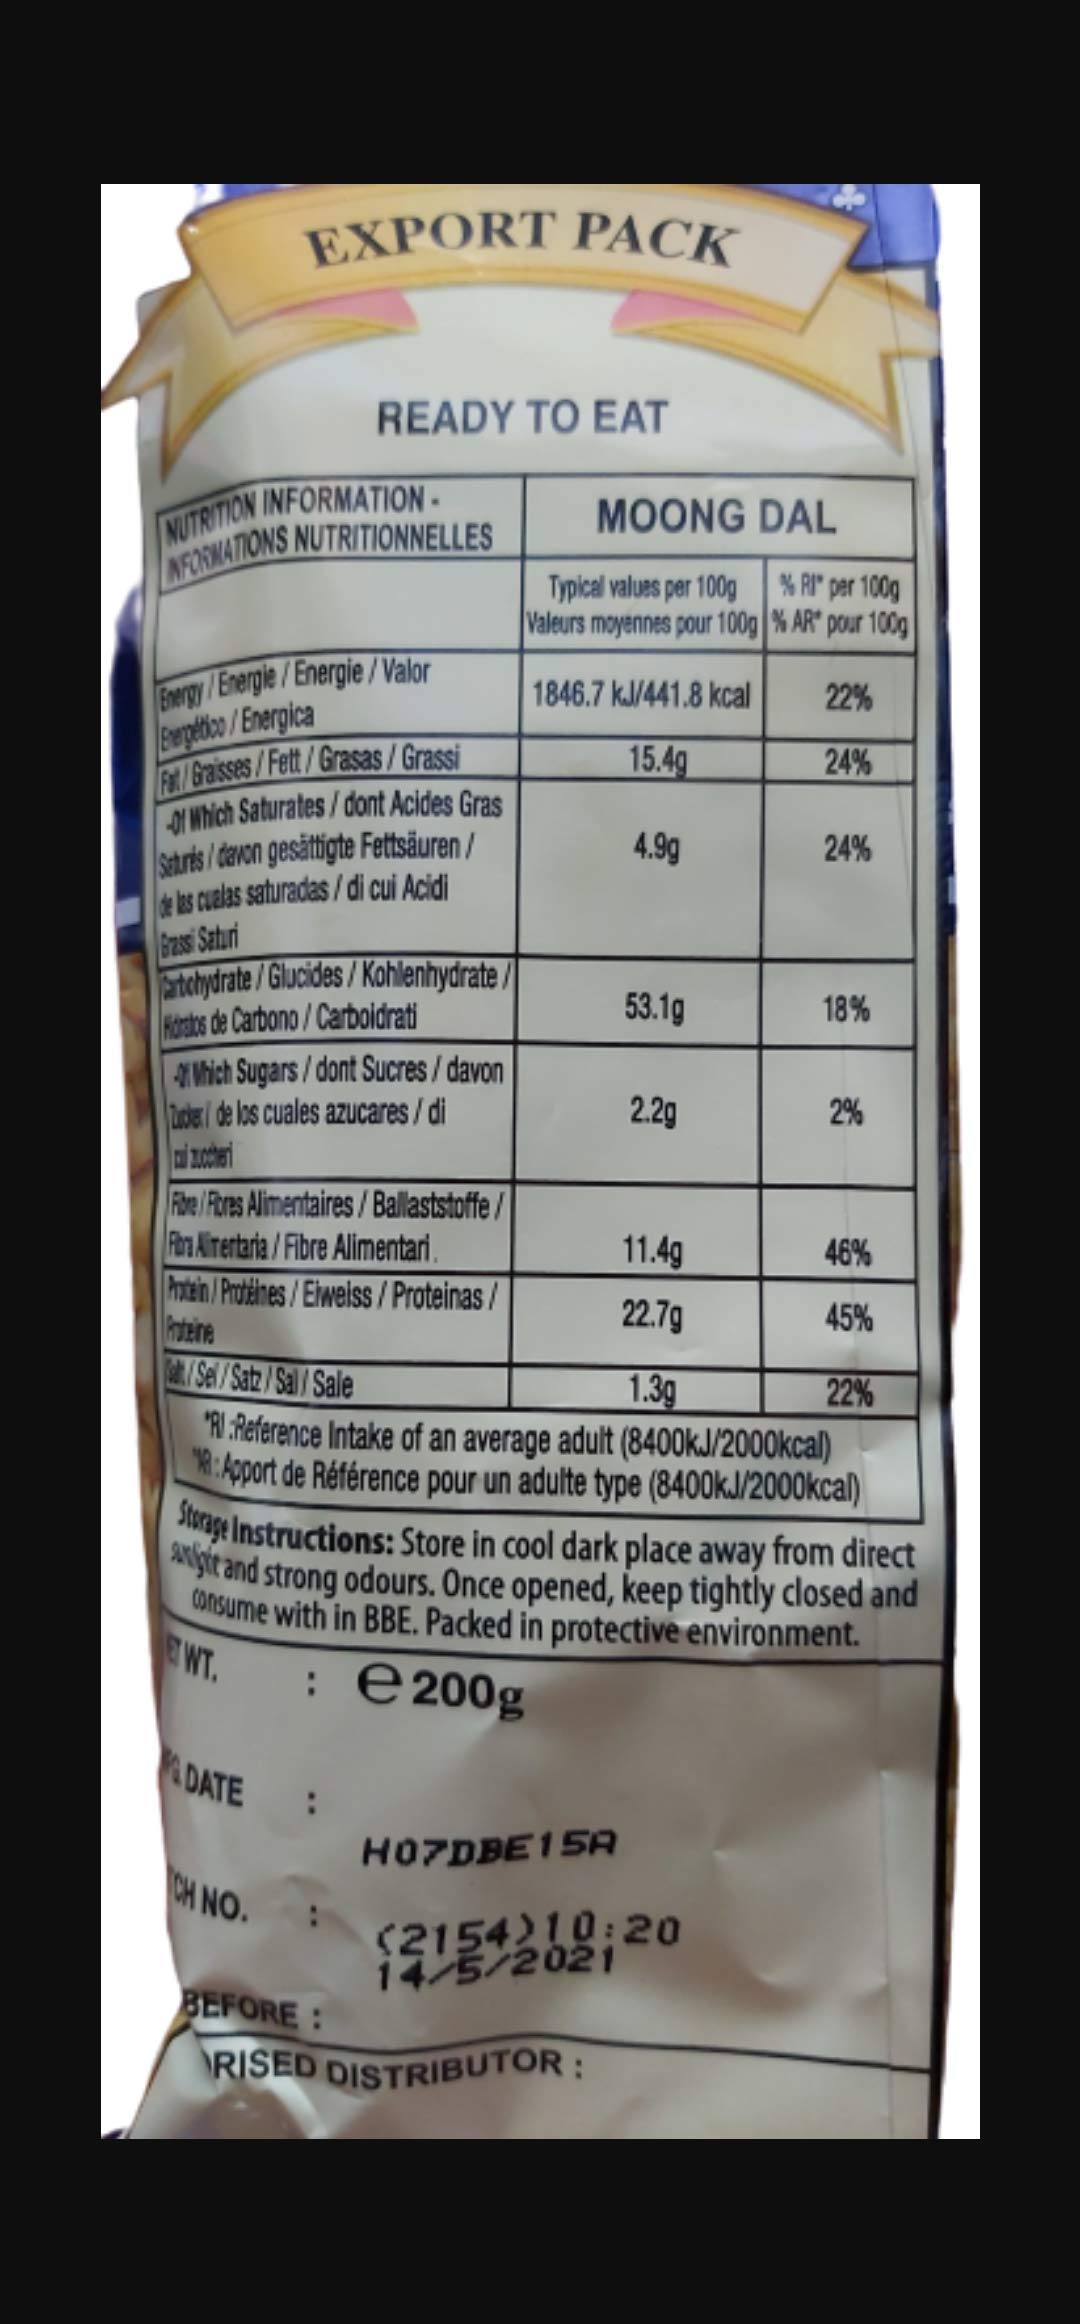 EXPORT PACK
READY TO EAT
NUTRITION INFORMATION -
INFORMATIONS NUTRITIONNELLES
MOONG DAL
Typical values per 100g
Valeurs moyennes pour 100g
% RI* per 100g
% AR* pour 100g
Energy / Energie / Energie / Valor
Energético / Energica
1846.7 kJ/441.8 kcal
22%
Fat / Graisses / Fett / Grasas / Grassi
15.4g
24%
-Of Which Saturates / dont Acides Gras
Saturés / davon gesättigte Fettsäuren /
de las cualas saturadas / di cui Acidi
Grassi Saturi
4.9g
24%
Carbohydrate / Glucides / Kohlenhydrate /
Hidratos de Carbono / Carboidrati
53.1g
18%
-Of Which Sugars / dont Sucres / davon
Zucker / de los cuales azucares / di
cui zuccheri
2.2g
2%
Fibre / Fibres Alimentaires / Ballaststoffe /
Fibra Alimentaria / Fibre Alimentari.
11.4g
46%
Protein / Protéines / Eiweiss / Proteinas /
Proteine
22.7g
45%
Salt / Sel / Satz / Sal / Sale
1.3g
22%
*RI :Reference Intake of an average adult (8400kJ/2000kcal)
*AR : Apport de Référence pour un adulte type (8400kJ/2000kcal)
Storage Instructions: Store in cool dark place away from direct
sunlight and strong odours. Once opened, keep tightly closed and
consume with in BBE. Packed in protective environment.
ET WT. : e 200g
FG. DATE :
H07DBE15A
TCH NO. :
(2154)10:20
14/5/2021
BEFORE :
RISED DISTRIBUTOR :